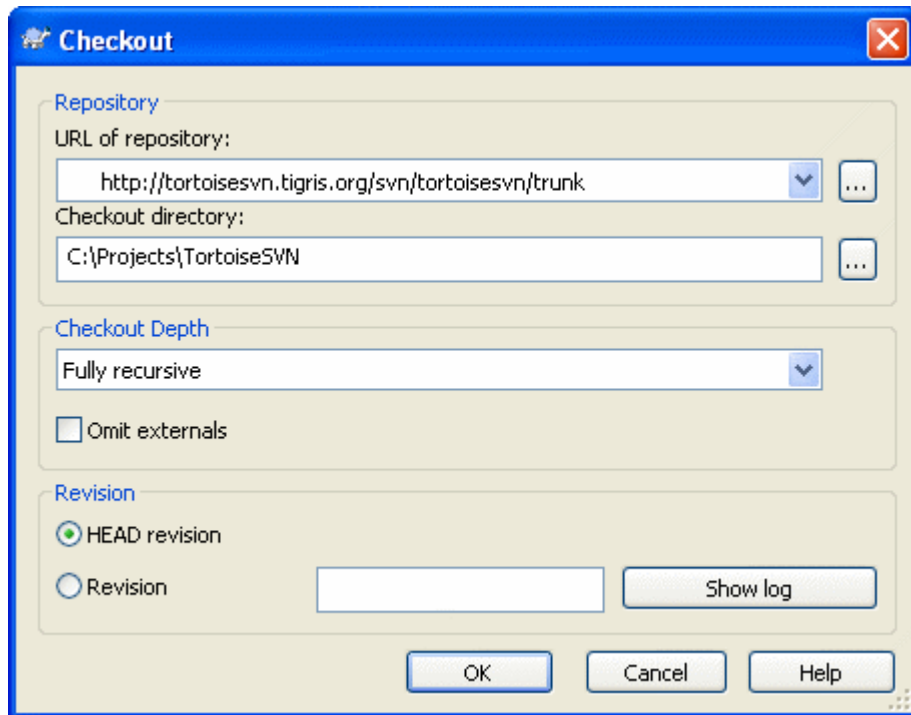 Checkout
Repository
URL of repository:
http://tortoisesvn.tigris.org/svn/tortoisesvn/trunk
...
Checkout directory:
C:\Projects\TortoiseSVN
...
Checkout Depth
Fully recursive
Omit externals
Revision
HEAD revision
Revision
Show log
OK
Cancel
Help